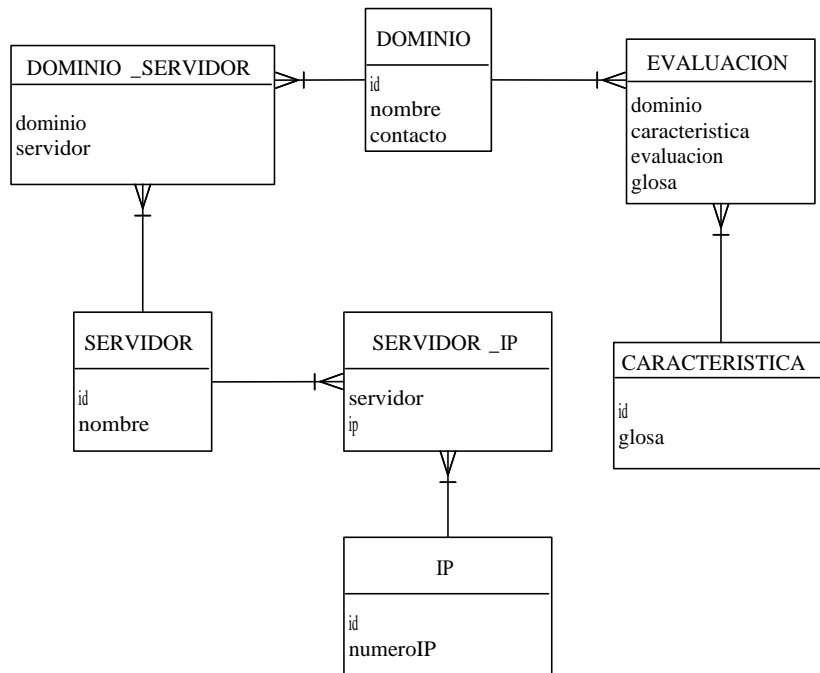 DOMINIO _SERVIDOR
dominio
servidor
DOMINIO
id
nombre
contacto
EVALUACION
dominio
caracteristica
evaluacion
glosa
SERVIDOR
id
nombre
SERVIDOR _IP
servidor
ip
CARACTERISTICA
id
glosa
IP
id
numeroIP